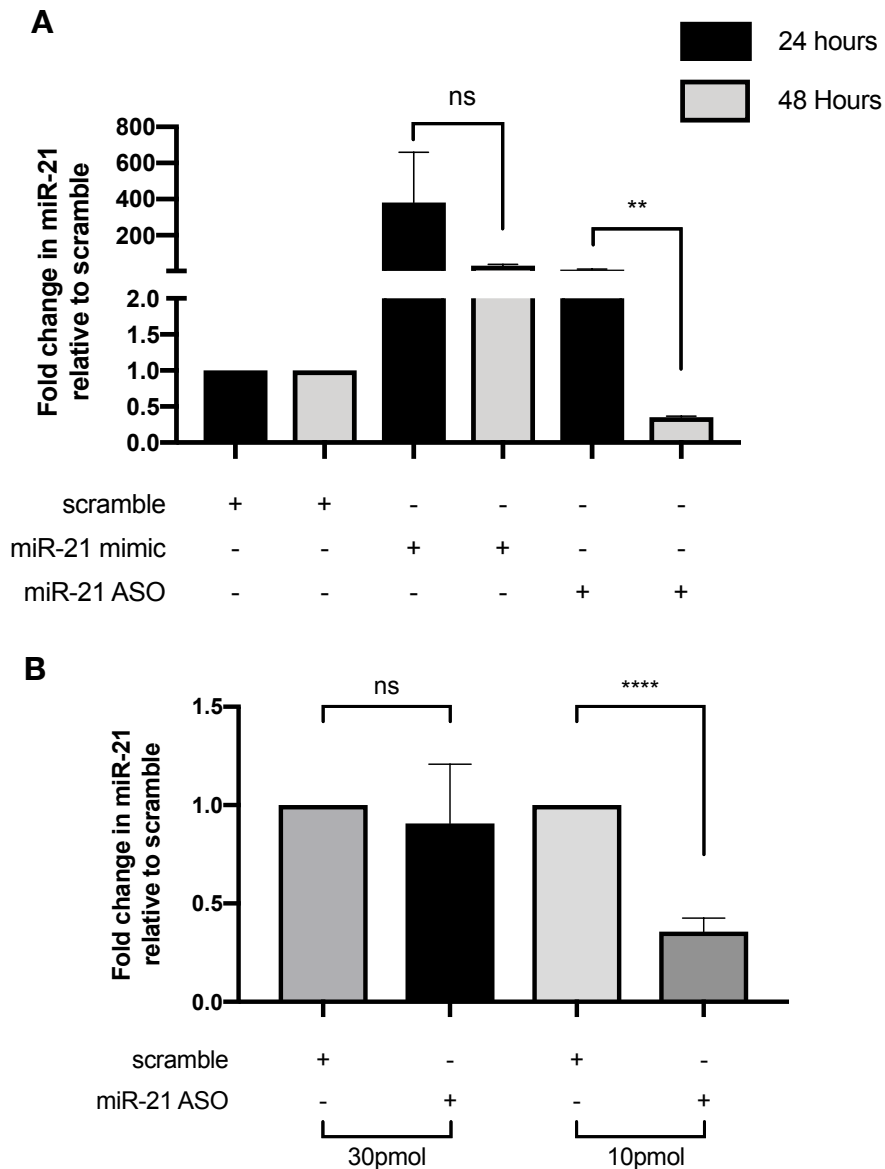 A
24 hours
48 Hours
ns
**
Fold change in miR-21
relative to scramble
800
600
400
200
2.0
1.5
1.0
0.5
0.0
scramble + + - - - -
miR-21 mimic - - + + - -
miR-21 ASO - - - - + +
B
ns
****
Fold change in miR-21
relative to scramble
1.5
1.0
0.5
0.0
scramble + - + -
miR-21 ASO - + - +
30pmol 10pmol